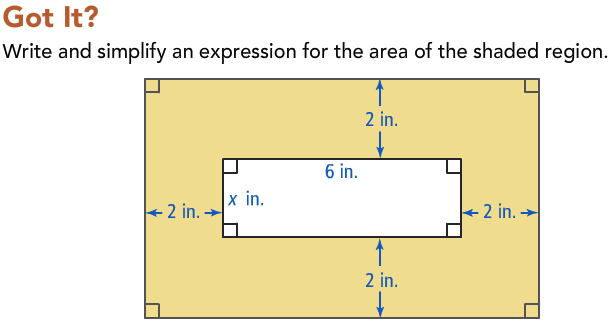 Got It?
Write and simplify an expression for the area of the shaded region.
2 in.
6 in.
x in.
2 in.
2 in.
2 in.